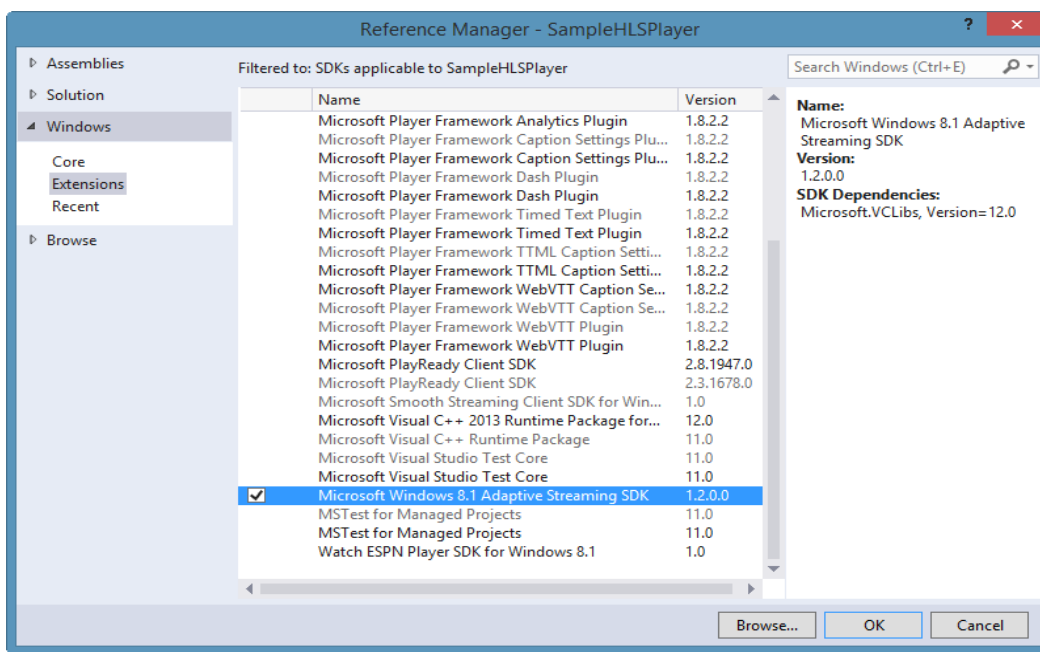 Reference Manager - SampleHLSPlayer
?
Assemblies
Solution
Windows
Core
Extensions
Recent
Browse
Filtered to: SDKs applicable to SampleHLSPlayer
Name Version
Microsoft Player Framework Analytics Plugin 1.8.2.2
Microsoft Player Framework Caption Settings Plu... 1.8.2.2
Microsoft Player Framework Caption Settings Plu... 1.8.2.2
Microsoft Player Framework Dash Plugin 1.8.2.2
Microsoft Player Framework Dash Plugin 1.8.2.2
Microsoft Player Framework Timed Text Plugin 1.8.2.2
Microsoft Player Framework Timed Text Plugin 1.8.2.2
Microsoft Player Framework TTML Caption Setti... 1.8.2.2
Microsoft Player Framework TTML Caption Setti... 1.8.2.2
Microsoft Player Framework WebVTT Caption Se... 1.8.2.2
Microsoft Player Framework WebVTT Caption Se... 1.8.2.2
Microsoft Player Framework WebVTT Plugin 1.8.2.2
Microsoft Player Framework WebVTT Plugin 1.8.2.2
Microsoft PlayReady Client SDK 2.8.1947.0
Microsoft PlayReady Client SDK 2.3.1678.0
Microsoft Smooth Streaming Client SDK for Win... 1.0
Microsoft Visual C++ 2013 Runtime Package for... 12.0
Microsoft Visual C++ Runtime Package 11.0
Microsoft Visual Studio Test Core 11.0
Microsoft Visual Studio Test Core 11.0
Microsoft Windows 8.1 Adaptive Streaming SDK 1.2.0.0
MSTest for Managed Projects 11.0
MSTest for Managed Projects 11.0
Watch ESPN Player SDK for Windows 8.1 1.0
Search Windows (Ctrl+E)
Name:
Microsoft Windows 8.1 Adaptive
Streaming SDK
Version:
1.2.0.0
SDK Dependencies:
Microsoft.VCLibs, Version=12.0
Browse... OK Cancel